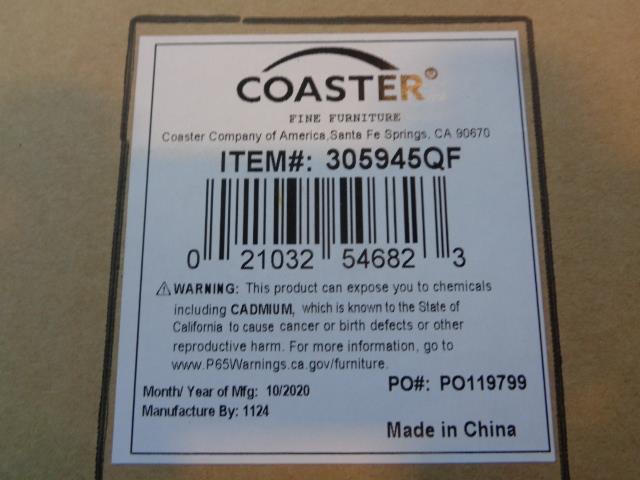 COASTER®
FINE FURNITURE
Coaster Company of America,Santa Fe Springs, CA 90670
ITEM#: 305945QF
0 21032 54682 3
⚠ WARNING: This product can expose you to chemicals
including CADMIUM, which is known to the State of
California to cause cancer or birth defects or other
reproductive harm. For more information, go to
www.P65Warnings.ca.gov/furniture.
Month/ Year of Mfg: 10/2020 PO#: PO119799
Manufacture By: 1124
Made in China